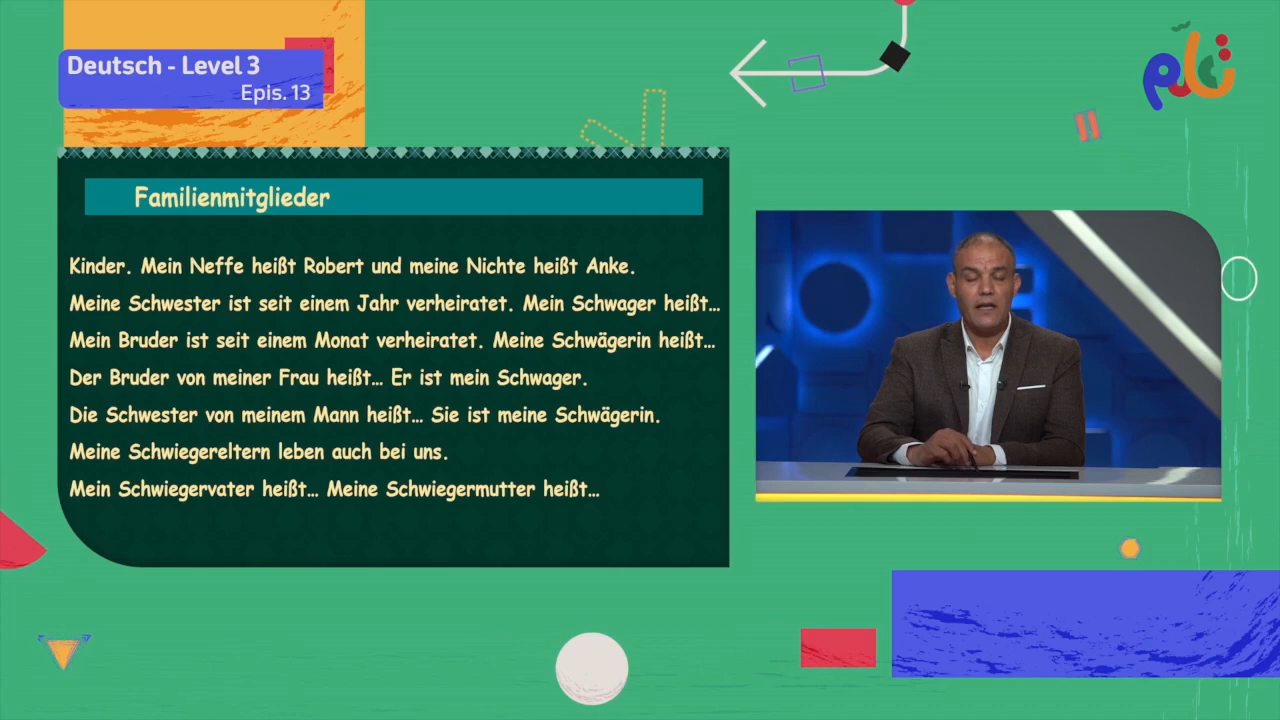 Deutsch - Level 3
Epis. 13
Familienmitglieder
Kinder. Mein Neffe heißt Robert und meine Nichte heißt Anke.
Meine Schwester ist seit einem Jahr verheiratet. Mein Schwager heißt...
Mein Bruder ist seit einem Monat verheiratet. Meine Schwägerin heißt...
Der Bruder von meiner Frau heißt... Er ist mein Schwager.
Die Schwester von meinem Mann heißt... Sie ist meine Schwägerin.
Meine Schwiegereltern leben auch bei uns.
Mein Schwiegervater heißt... Meine Schwiegermutter heißt...